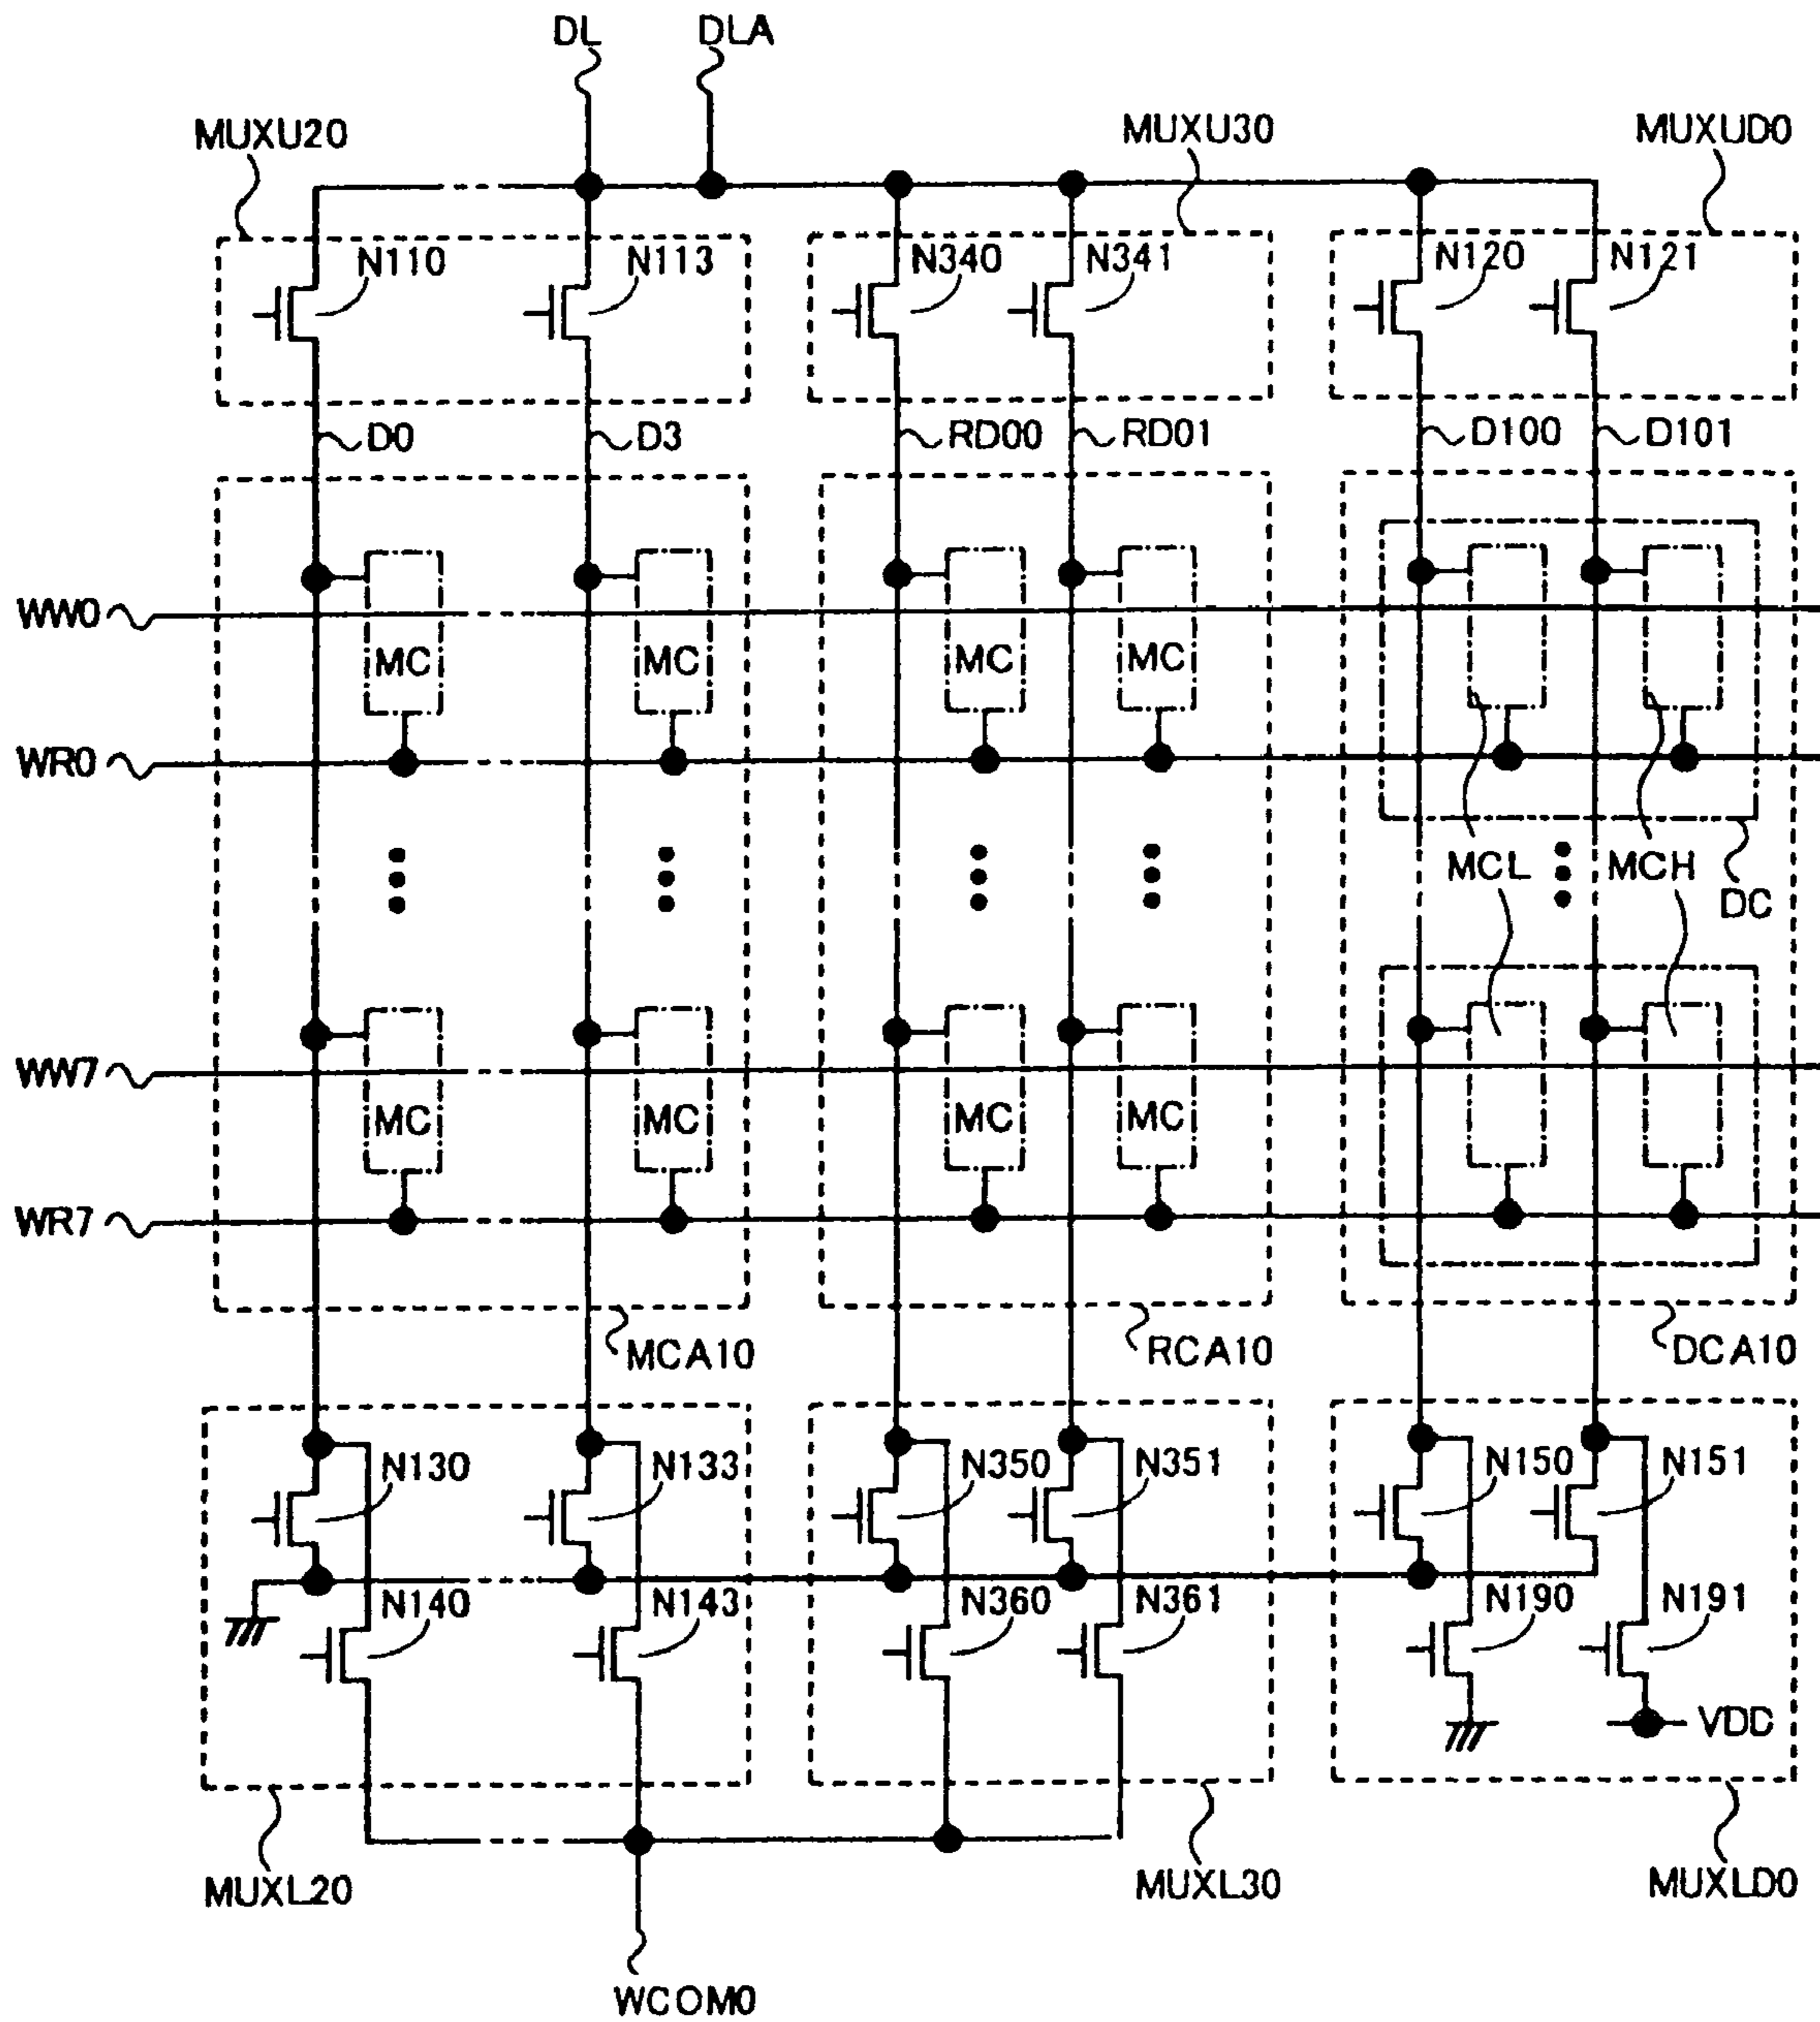 DL DLA
MUXU20 MUXU30 MUXUD0
N110 N113 N340 N341 N120 N121
D0 D3 RD00 RD01 D100 D101
WW0
MC MC MC MC
WR0
MCL MCH
DC
WW7
MC MC MC MC
WR7
MCA10 RCA10 DCA10
N130 N133 N350 N351 N150 N151
N140 N143 N360 N361 N190 N191
VDD
MUXL20 MUXL30 MUXLD0
WCOM0